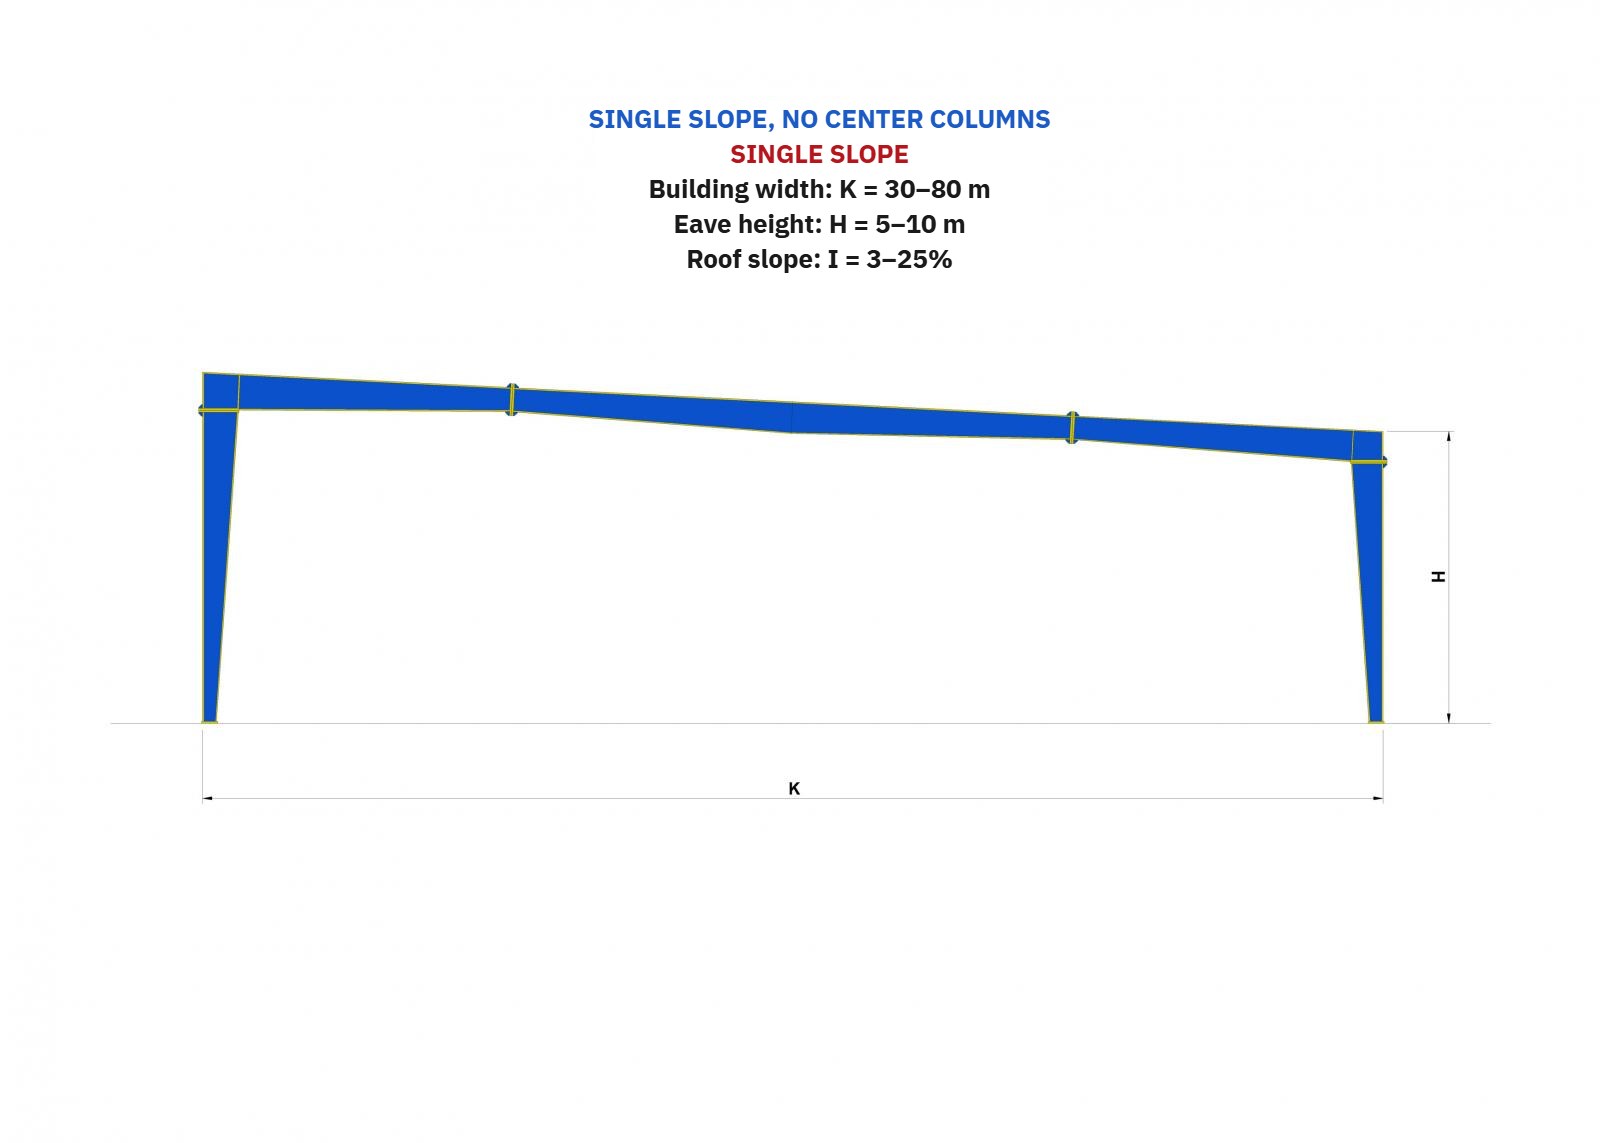 SINGLE SLOPE, NO CENTER COLUMNS
SINGLE SLOPE
Building width: K = 30–80 m
Eave height: H = 5–10 m
Roof slope: I = 3–25%
H
K